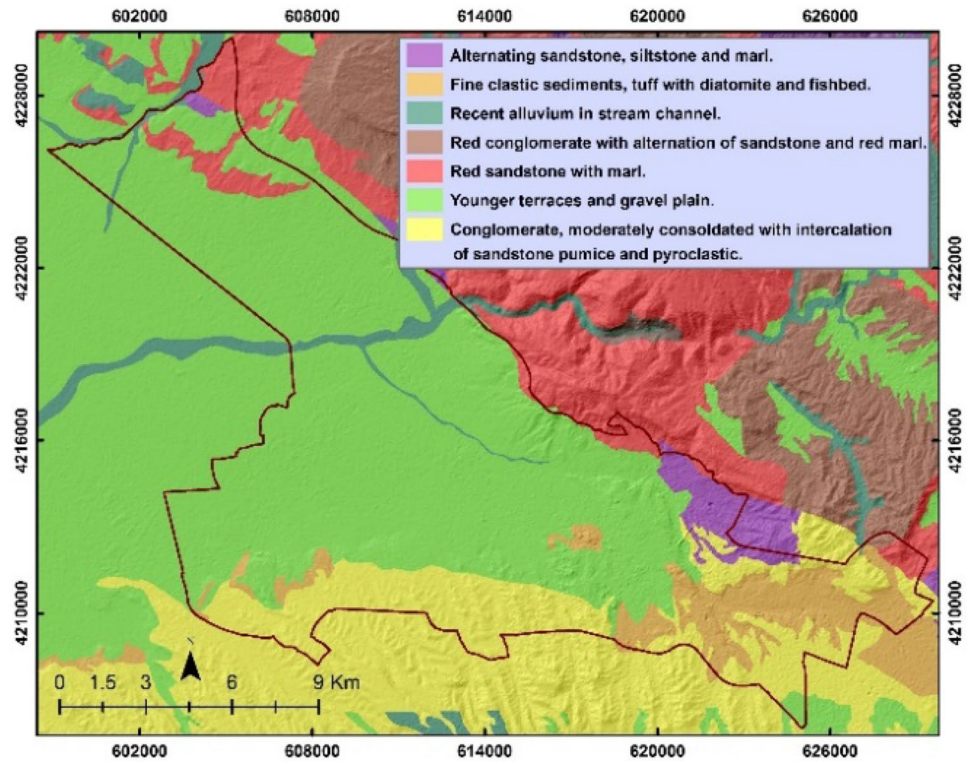 602000 608000 614000 620000 626000
Alternating sandstone, siltstone and marl.
Fine clastic sediments, tuff with diatomite and fishbed.
Recent alluvium in stream channel.
Red conglomerate with alternation of sandstone and red marl.
Red sandstone with marl.
Younger terraces and gravel plain.
Conglomerate, moderately consoldated with intercalation
of sandstone pumice and pyroclastic.
4228000 4228000
4222000 4222000
4216000 4216000
4210000 4210000
0 1.5 3 6 9 Km
602000 608000 614000 620000 626000